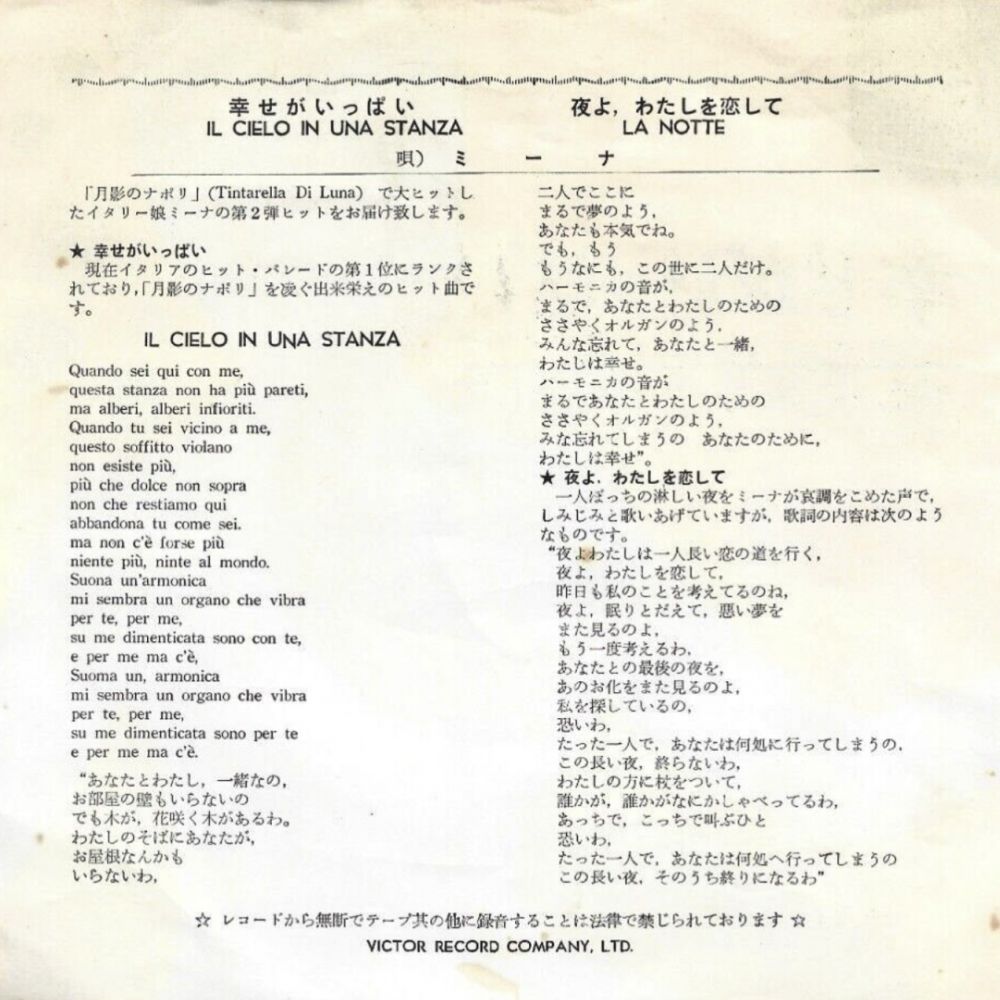 幸せがいっぱい
IL CIELO IN UNA STANZA
夜よ，わたしを恋して
LA NOTTE
唄）ミーナ
「月影のナポリ」(Tintarella Di Luna) で大ヒットし
たイタリー娘ミーナの第２弾ヒットをお届け致します。
★ 幸せがいっぱい
現在イタリアのヒット・パレードの第１位にランクさ
れており,「月影のナポリ」を凌ぐ出来栄えのヒット曲で
す。
IL CIELO IN UNA STANZA
Quando sei qui con me,
questa stanza non ha più pareti,
ma alberi, alberi infioriti.
Quando tu sei vicino a me,
questo soffitto violano
non esiste più,
più che dolce non sopra
non che restiamo qui
abbandona tu come sei.
ma non c'è forse più
niente più, ninte al mondo.
Suona un'armonica
mi sembra un organo che vibra
per te, per me,
su me dimenticata sono con te,
e per me ma c'è,
Suoma un, armonica
mi sembra un organo che vibra
per te, per me,
su me dimenticata sono per te
e per me ma c'è.
“あなたとわたし，一緒なの，
お部屋の壁もいらないの
でも木が，花咲く木があるわ。
わたしのそばにあなたが，
お屋根なんかも
いらないわ，
二人でここに
まるで夢のよう，
あなたも本気でね。
でも，もう
もうなにも，この世に二人だけ。
ハーモニカの音が，
まるで，あなたとわたしのための
ささやくオルガンのよう．
みんな忘れて，あなたと一緒，
わたしは幸せ。
ハーモニカの音が
まるであなたとわたしのための
ささやくオルガンのよう，
みな忘れてしまうの　あなたのために，
わたしは幸せ”。
★ 夜よ．わたしを恋して
一人ぼっちの淋しい夜をミーナが哀調をこめた声で，
しみじみと歌いあげていますが，歌詞の内容は次のよう
なものです。
“夜よわたしは一人長い恋の道を行く，
夜よ，わたしを恋して，
昨日も私のことを考えてるのね，
夜よ，眠りとだえて，悪い夢を
また見るのよ，
もう一度考えるわ，
あなたとの最後の夜を，
あのお化をまた見るのよ，
私を探しているの，
恐いわ，
たった一人で，あなたは何処に行ってしまうの．
この長い夜，終らないわ，
わたしの方に杖をついて，
誰かが，誰かがなにかしゃべってるわ，
あっちで，こっちで叫ぶひと
恐いわ，
たった一人で，あなたは何処へ行ってしまうの
この長い夜，そのうち終りになるわ”
☆ レコードから無断でテープ其の他に録音することは法律で禁じられております ☆
VICTOR RECORD COMPANY, LTD.